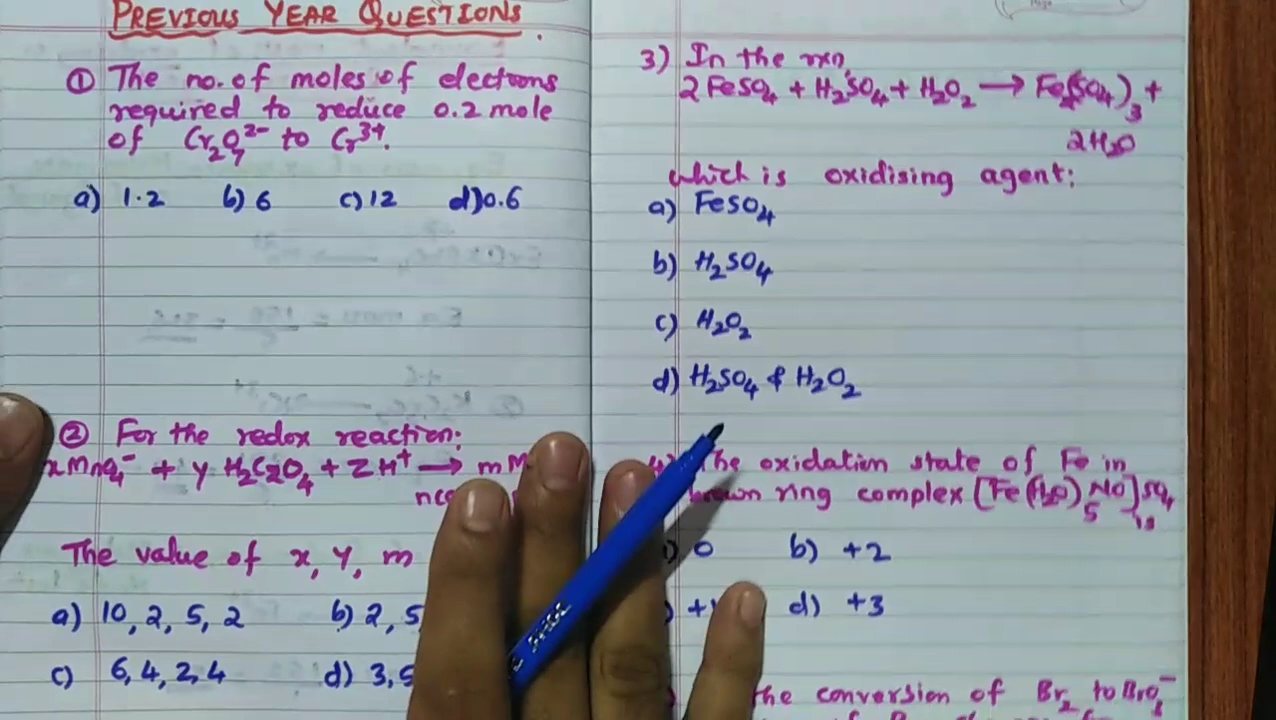 PREVIOUS YEAR QUESTIONS
① The no. of moles of electrons
required to reduce 0.2 mole
of Cr₂O₇²⁻ to Cr³⁺.
a) 1.2 b) 6 c) 12 d) 0.6
② For the redox reaction:
xMnO₄⁻ + y H₂C₂O₄ + ZH⁺ → m
The value of x, y, m
a) 10, 2, 5, 2 b) 2, 5
c) 6, 4, 2, 4 d) 3, 5
3) In the rxn,
2FeSO₄ + H₂SO₄ + H₂O₂ → Fe₂(SO₄)₃ +
2H₂O
which is oxidising agent:
a) FeSO₄
b) H₂SO₄
c) H₂O₂
d) H₂SO₄ & H₂O₂
The oxidation state of Fe in
ring complex [Fe(H₂O)₅NO]SO₄
is
0 b) +2
+1 d) +3
the conversion of Br₂ to BrO₃⁻